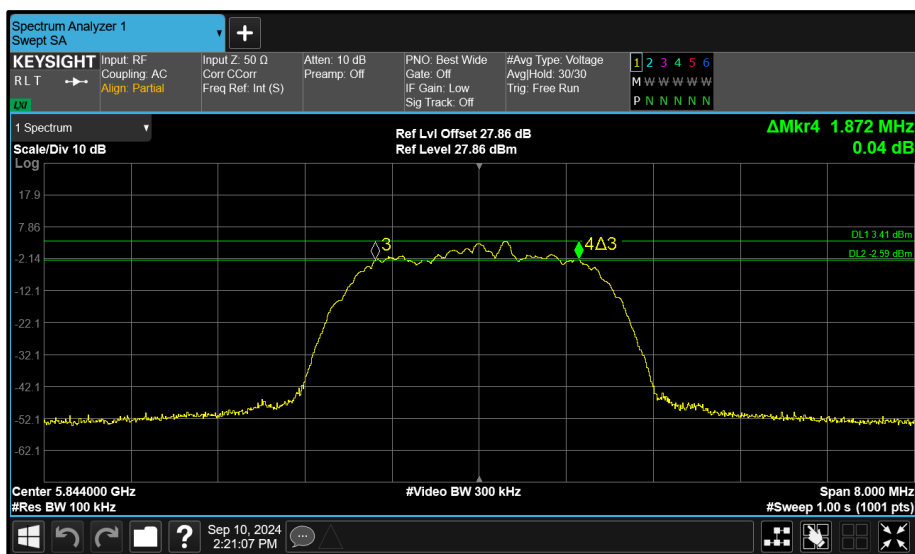 Spectrum Analyzer 1
Swept SA
KEYSIGHT
R L T
LXI
Input: RF
Coupling: AC
Align: Partial
Input Z: 50 Ω
Corr CCorr
Freq Ref: Int (S)
Atten: 10 dB
Preamp: Off
PNO: Best Wide
Gate: Off
IF Gain: Low
Sig Track: Off
#Avg Type: Voltage
Avg|Hold: 30/30
Trig: Free Run
1 2 3 4 5 6
M W W W W W
P N N N N N
1 Spectrum
Scale/Div 10 dB
Ref Lvl Offset 27.86 dB
Ref Level 27.86 dBm
ΔMkr4 1.872 MHz
0.04 dB
Log
17.9
7.86
-2.14
-12.1
-22.1
-32.1
-42.1
-52.1
-62.1
3
4Δ3
DL1 3.41 dBm
DL2 -2.59 dBm
Center 5.844000 GHz
#Res BW 100 kHz
#Video BW 300 kHz
Span 8.000 MHz
#Sweep 1.00 s (1001 pts)
?
Sep 10, 2024
2:21:07 PM